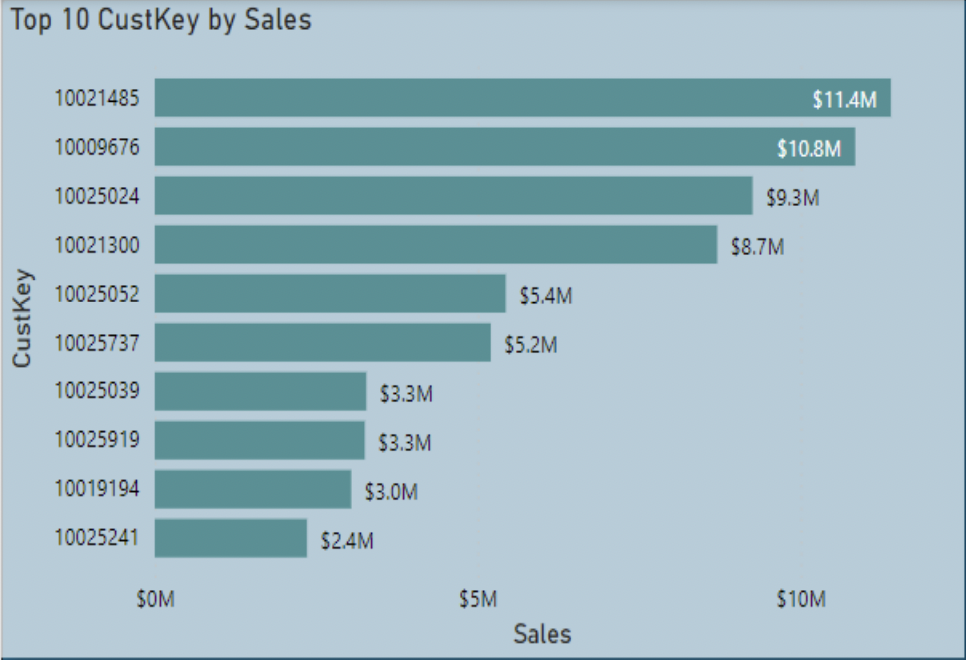 Top 10 CustKey by Sales
CustKey
10021485 $11.4M
10009676 $10.8M
10025024 $9.3M
10021300 $8.7M
10025052 $5.4M
10025737 $5.2M
10025039 $3.3M
10025919 $3.3M
10019194 $3.0M
10025241 $2.4M
$0M $5M $10M
Sales